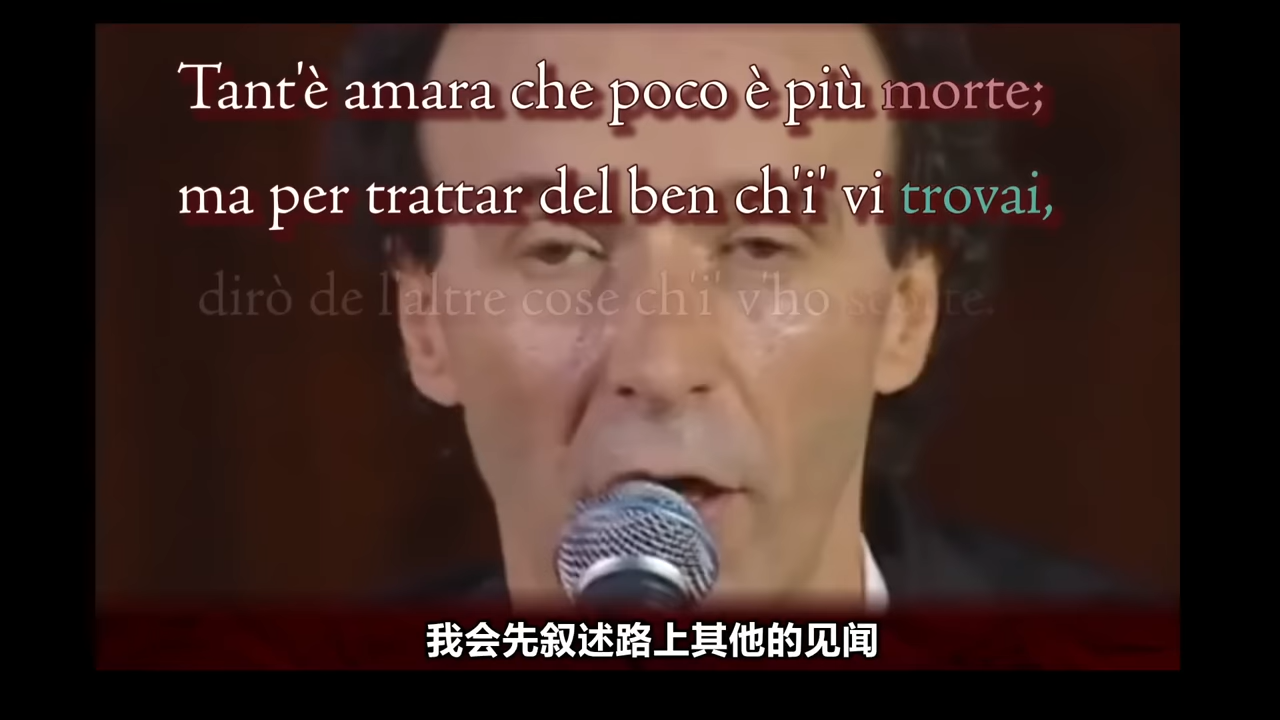 Tant'è amara che poco è più morte;
ma per trattar del ben ch'i' vi trovai,
dirò de l'altre cose ch'i' v'ho scorte.
我会先叙述路上其他的见闻